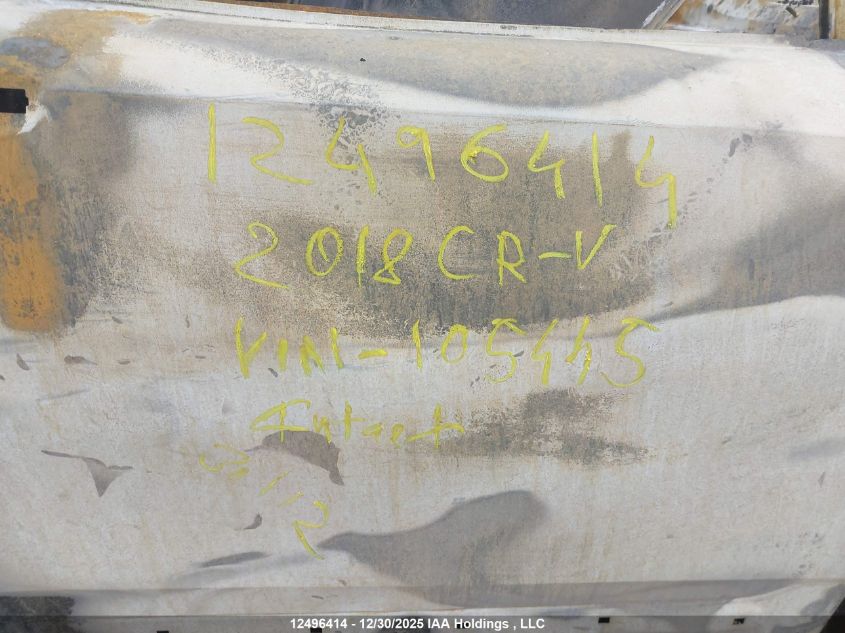 12496414
2018 CR-V
VIN-105445
Intact
12496414 - 12/30/2025 IAA Holdings , LLC